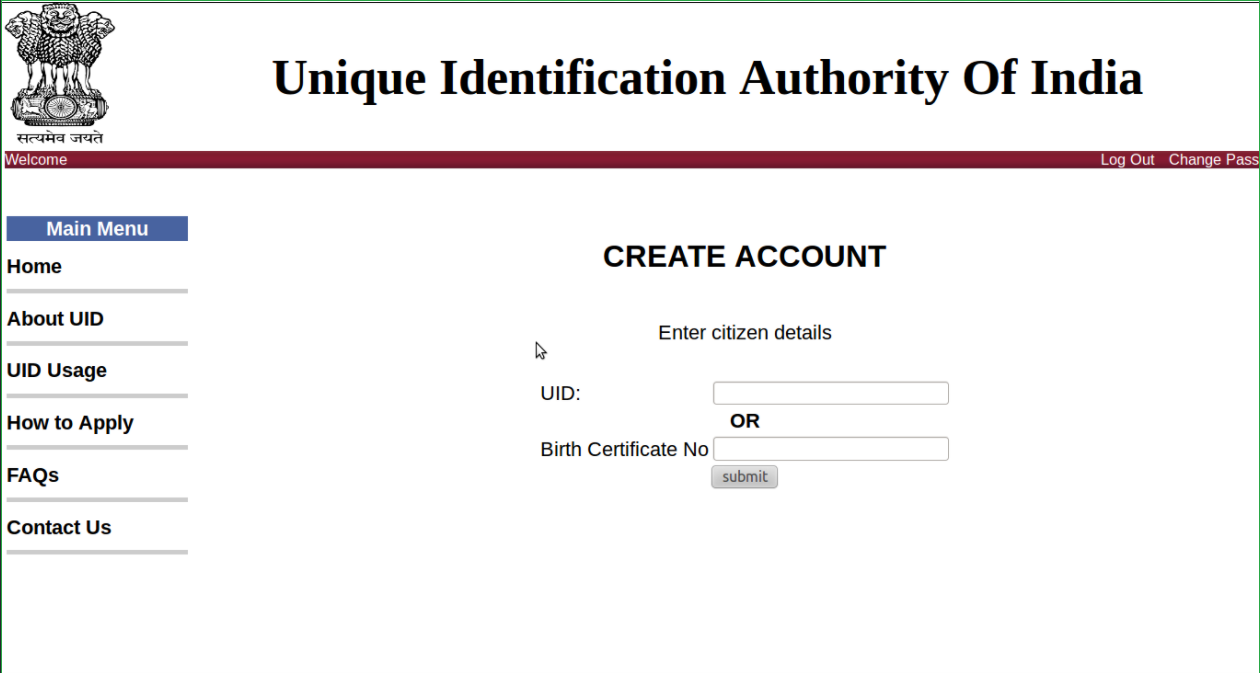 Unique Identification Authority Of India
सत्यमेव जयते
Welcome
Log Out Change Pass
Main Menu
Home
About UID
UID Usage
How to Apply
FAQs
Contact Us
CREATE ACCOUNT
Enter citizen details
UID:
OR
Birth Certificate No
submit